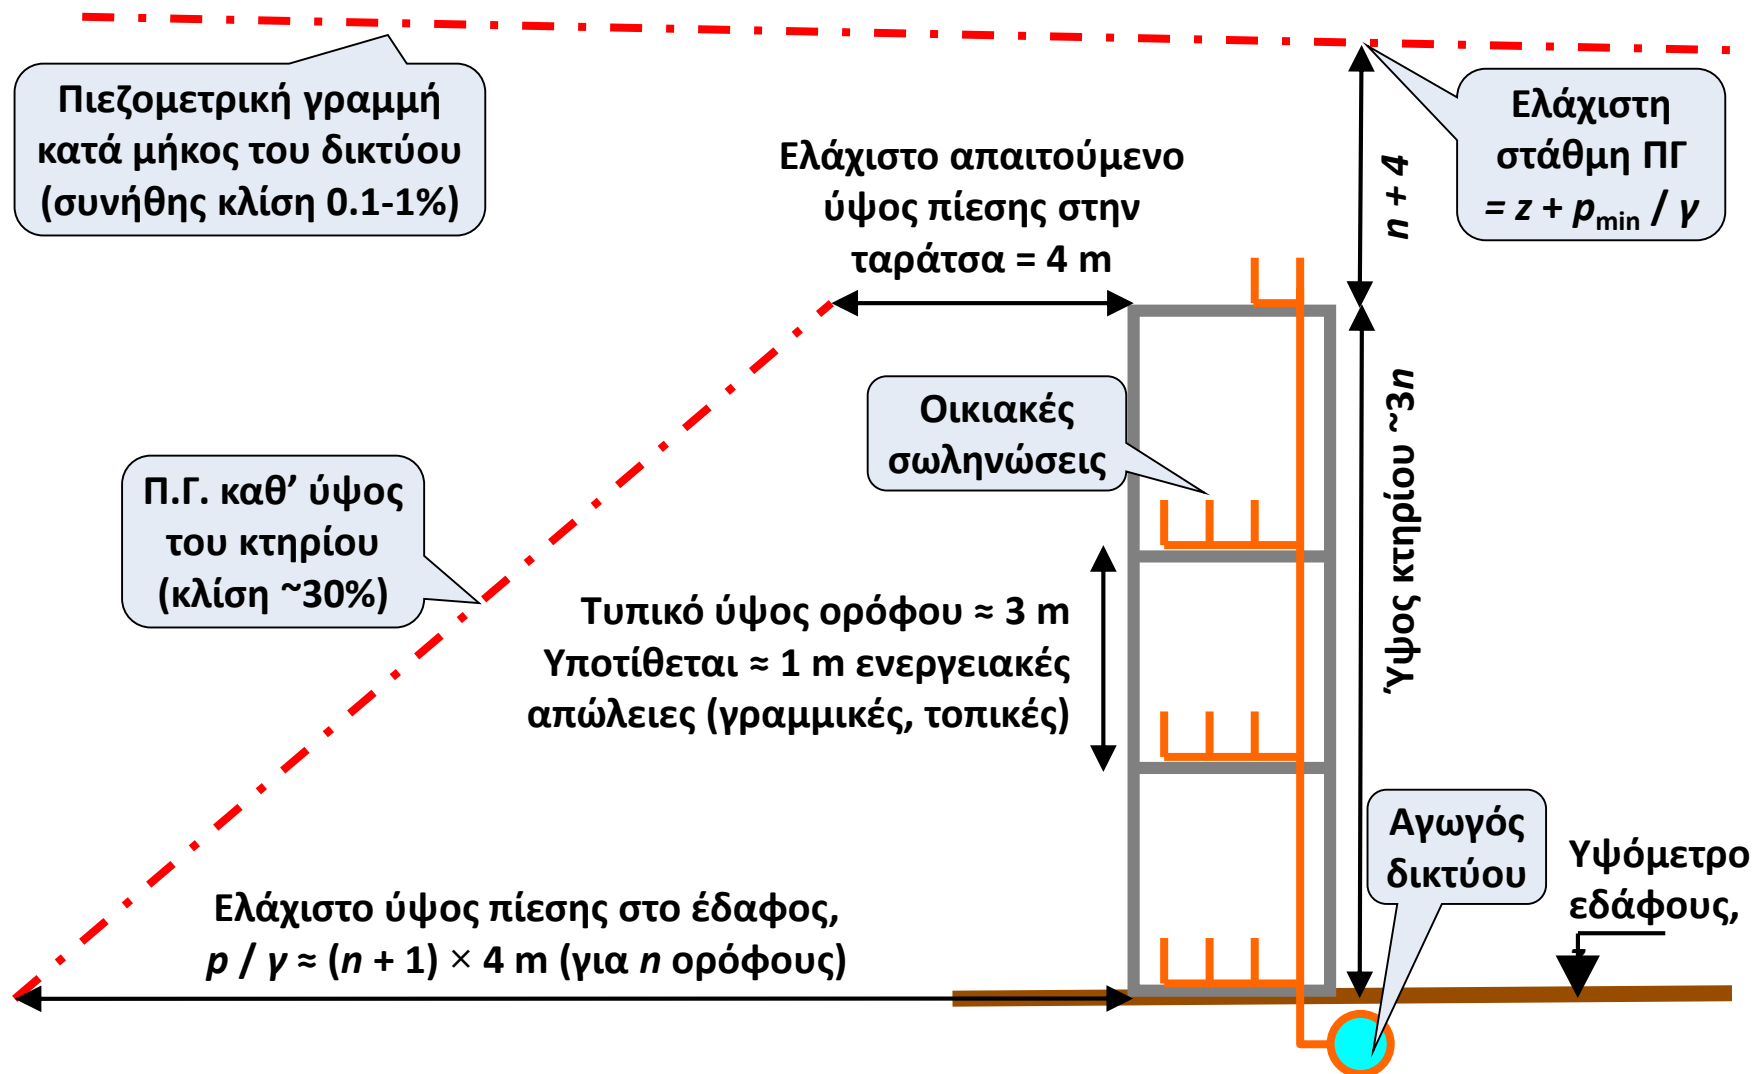 Πιεζομετρική γραμμή
κατά μήκος του δικτύου
(συνήθης κλίση 0.1-1%)
Ελάχιστο απαιτούμενο
ύψος πίεσης στην
ταράτσα = 4 m
n + 4
Ελάχιστη
στάθμη ΠΓ
= z + pmin / γ
Οικιακές
σωληνώσεις
Ύψος κτηρίου ~3n
Π.Γ. καθ’ ύψος
του κτηρίου
(κλίση ~30%)
Τυπικό ύψος ορόφου ≈ 3 m
Υποτίθεται ≈ 1 m ενεργειακές
απώλειες (γραμμικές, τοπικές)
Αγωγός
δικτύου
Υψόμετρο
εδάφους,
Ελάχιστο ύψος πίεσης στο έδαφος,
p / γ ≈ (n + 1) × 4 m (για n ορόφους)